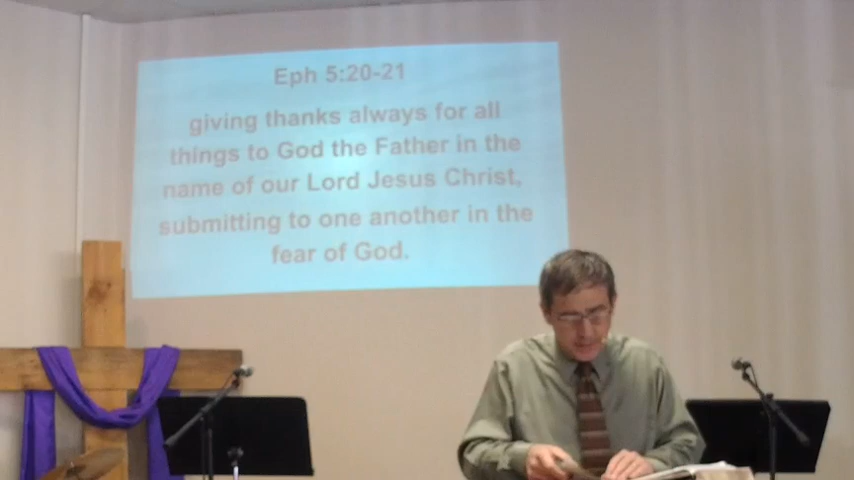 Eph 5:20-21
giving thanks always for all
things to God the Father in the
name of our Lord Jesus Christ,
submitting to one another in the
fear of God.